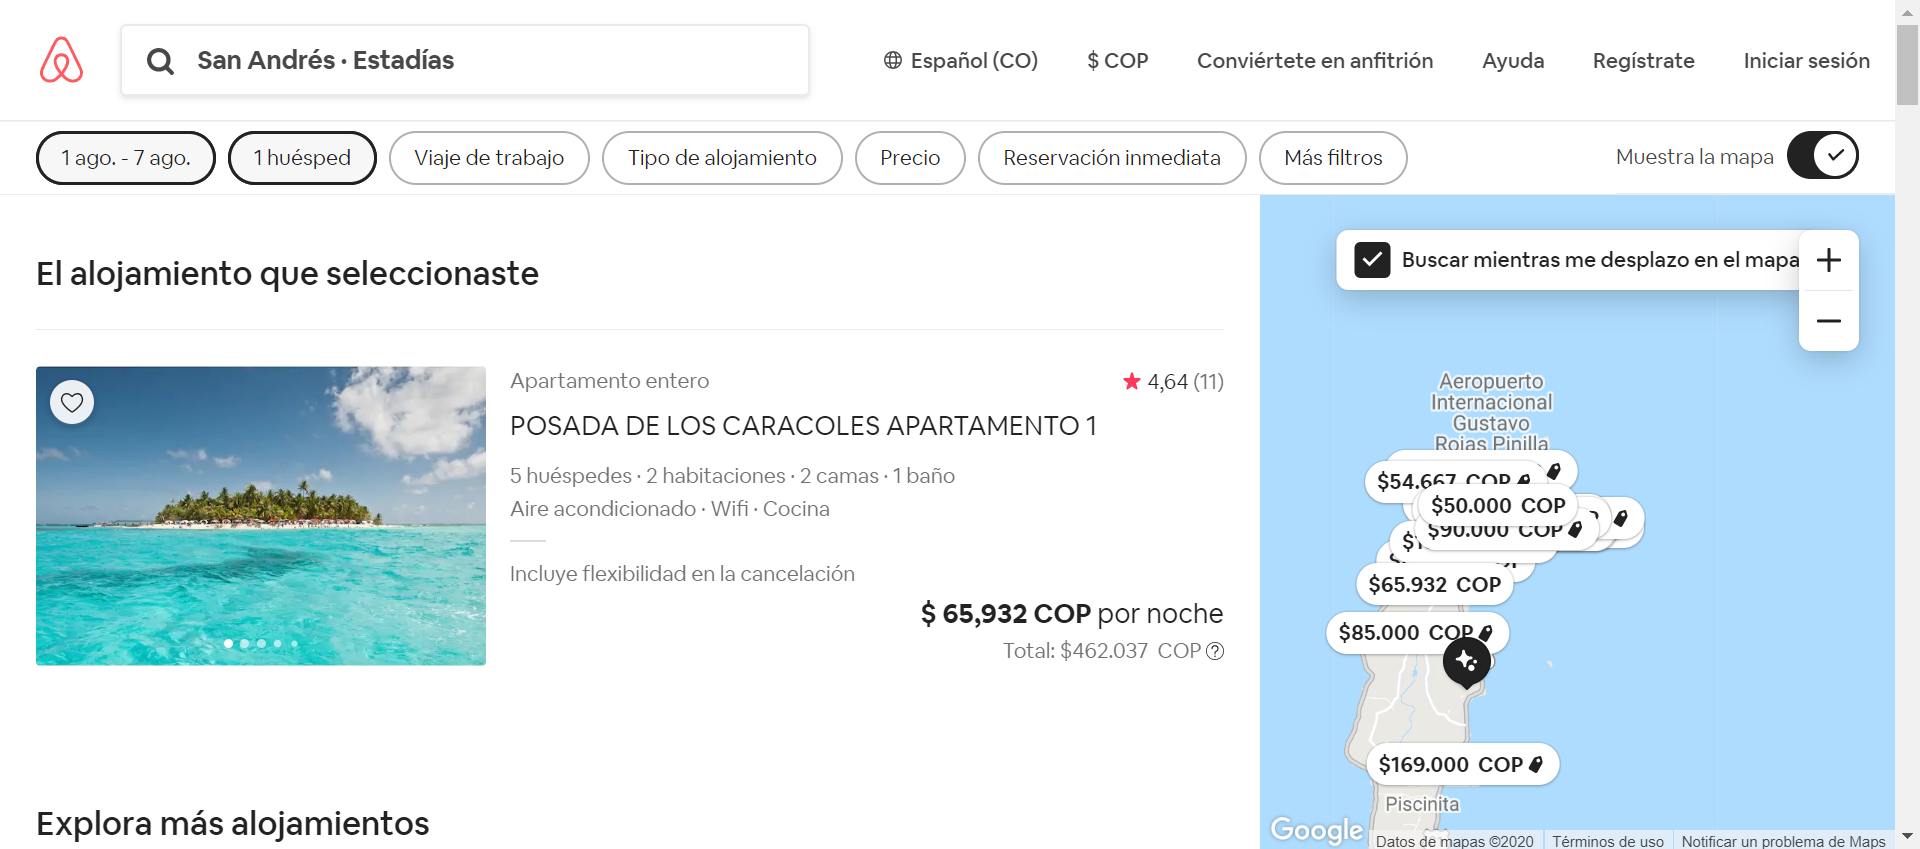 San Andrés · Estadías
Español (CO)
$ COP
Conviértete en anfitrión
Ayuda
Regístrate
Iniciar sesión
1 ago. - 7 ago.
1 huésped
Viaje de trabajo
Tipo de alojamiento
Precio
Reservación inmediata
Más filtros
Muestra la mapa
El alojamiento que seleccionaste
Apartamento entero
4,64 (11)
POSADA DE LOS CARACOLES APARTAMENTO 1
5 huéspedes · 2 habitaciones · 2 camas · 1 baño
Aire acondicionado · Wifi · Cocina
Incluye flexibilidad en la cancelación
$ 65,932 COP por noche
Total: $462.037 COP
Explora más alojamientos
Buscar mientras me desplazo en el mapa
Aeropuerto
Internacional
Gustavo
Rojas Pinilla
$54.667 COP
$50.000 COP
$90.000 COP
$65.932 COP
$85.000 COP
$169.000 COP
Piscinita
Google
Datos de mapas ©2020
Términos de uso
Notificar un problema de Maps